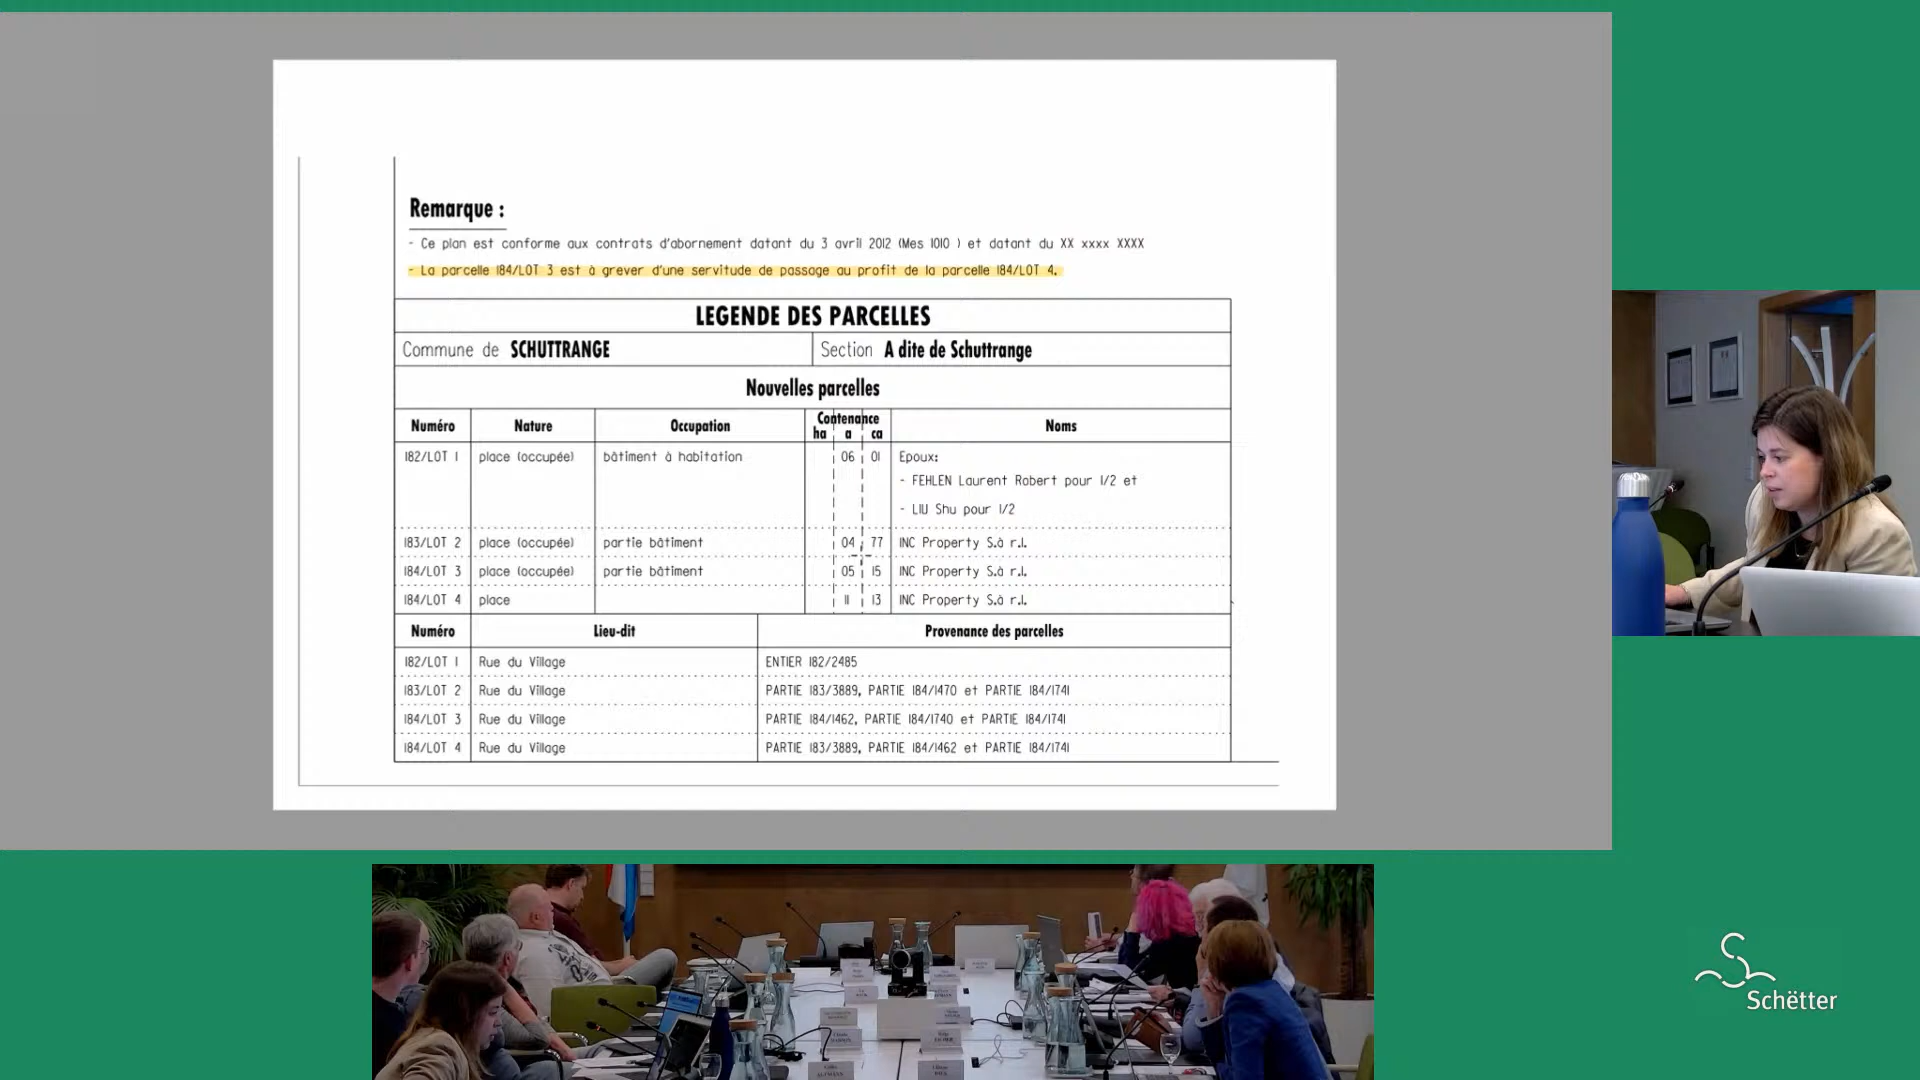 Remarque :
- Ce plan est conforme aux contrats d'abornement datant du 3 avril 2012 (Mes 1010 ) et datant du XX xxxx XXXX
- La parcelle 184/LOT 3 est à grever d'une servitude de passage au profit de la parcelle 184/LOT 4.
LEGENDE DES PARCELLES
Commune de SCHUTTRANGE Section A dite de Schuttrange
Nouvelles parcelles
Numéro Nature Occupation Contenance Noms
ha a ca
182/LOT 1 place (occupée) bâtiment à habitation 06 01 Epoux:
- FEHLEN Laurent Robert pour 1/2 et
- LIU Shu pour 1/2
183/LOT 2 place (occupée) partie bâtiment 04 77 INC Property S.à r.l.
184/LOT 3 place (occupée) partie bâtiment 05 15 INC Property S.à r.l.
184/LOT 4 place 11 13 INC Property S.à r.l.
Numéro Lieu-dit Provenance des parcelles
182/LOT 1 Rue du Village ENTIER 182/2485
183/LOT 2 Rue du Village PARTIE 183/3889, PARTIE 184/1470 et PARTIE 184/1741
184/LOT 3 Rue du Village PARTIE 184/1462, PARTIE 184/1740 et PARTIE 184/1741
184/LOT 4 Rue du Village PARTIE 183/3889, PARTIE 184/1462 et PARTIE 184/1741
Schëtter